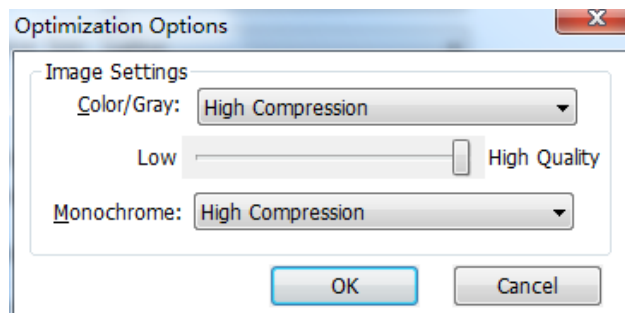 Optimization Options
Image Settings
Color/Gray: High Compression
Low High Quality
Monochrome: High Compression
OK Cancel